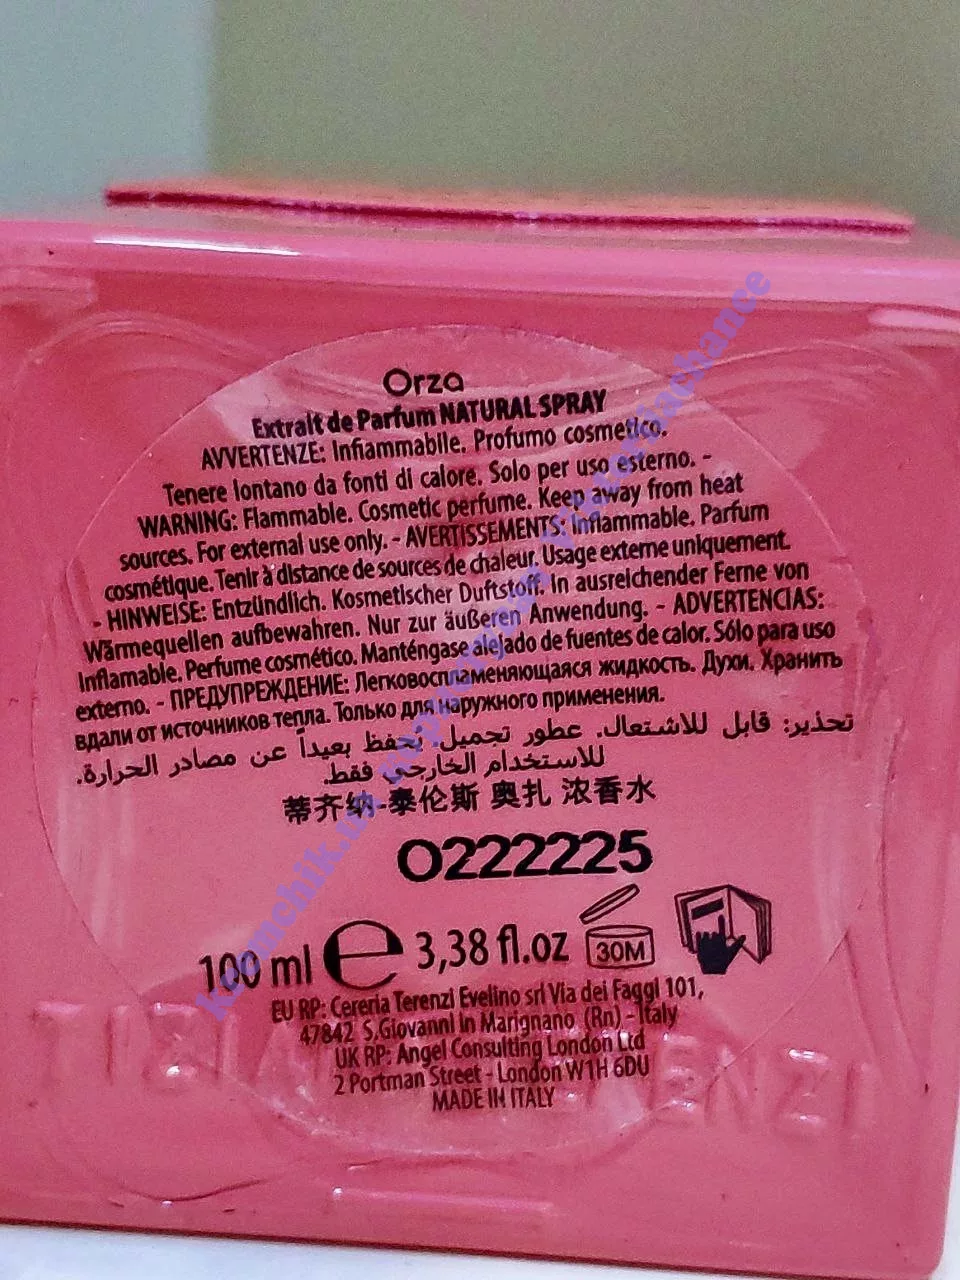 Orza
Extrait de Parfum NATURAL SPRAY
AVVERTENZE: Infiammabile. Profumo cosmetico.
Tenere lontano da fonti di calore. Solo per uso esterno. -
WARNING: Flammable. Cosmetic perfume. Keep away from heat
sources. For external use only. - AVERTISSEMENTS: Inflammable. Parfum
cosmétique. Tenir à distance de sources de chaleur. Usage externe uniquement.
- HINWEISE: Entzündlich. Kosmetischer Duftstoff. In ausreichender Ferne von
Wärmequellen aufbewahren. Nur zur äußeren Anwendung. - ADVERTENCIAS:
Inflamable. Perfume cosmético. Manténgase alejado de fuentes de calor. Sólo para uso
externo. - ПРЕДУПРЕЖДЕНИЕ: Легковоспламеняющаяся жидкость. Духи. Хранить
вдали от источников тепла. Только для наружного применения.
تحذير: قابل للاشتعال. عطور تجميل. يحفظ بعيداً عن مصادر الحرارة.
للاستخدام الخارجي فقط.
蒂齐纳-泰伦斯 奥扎 浓香水
O222225
100 ml e 3,38 fl.oz 30M
EU RP: Cereria Terenzi Evelino srl Via dei Faggi 101,
47842 S.Giovanni in Marignano (Rn) - Italy
UK RP: Angel Consulting London Ltd
2 Portman Street - London W1H 6DU
MADE IN ITALY